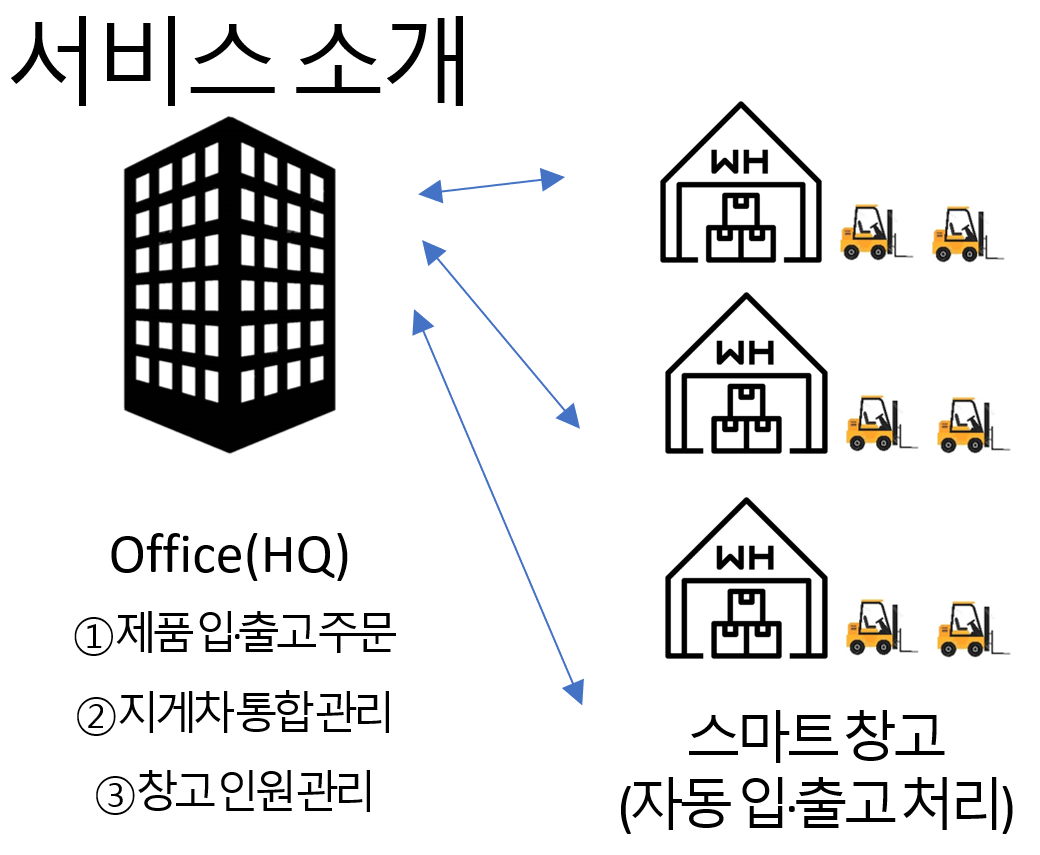 서비스 소개
WH
WH
WH
Office(HQ)
①제품 입·출고 주문
②지게차 통합 관리
③창고 인원 관리
스마트 창고
(자동 입·출고 처리)